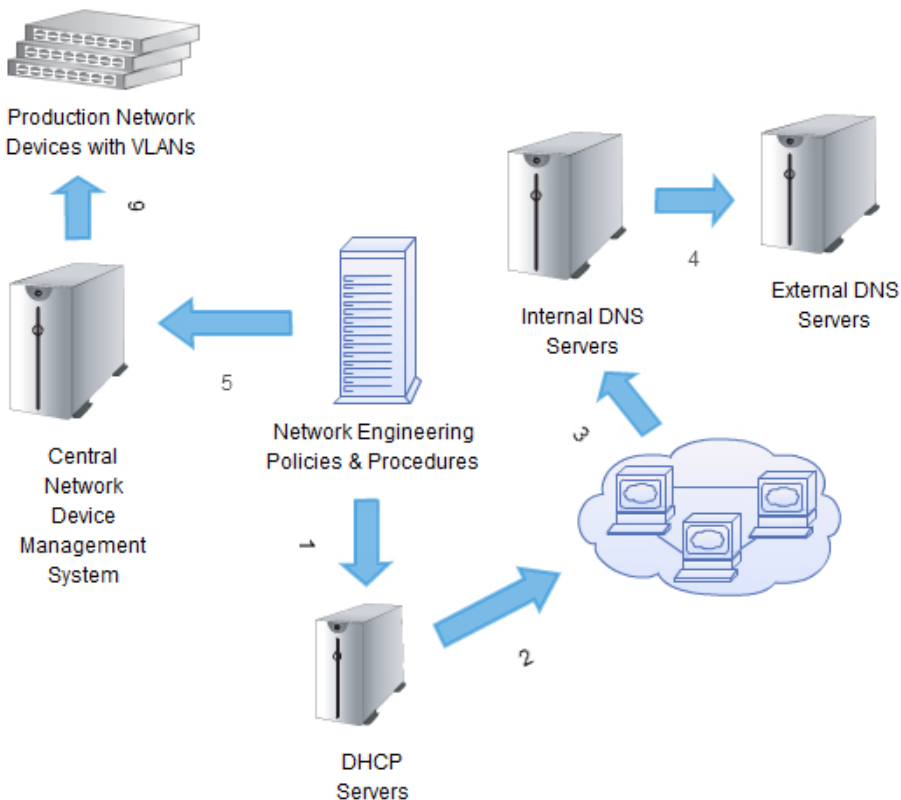 Production Network
Devices with VLANs
6
Central
Network
Device
Management
System
5
Network Engineering
Policies & Procedures
1
DHCP
Servers
2
3
Internal DNS
Servers
4
External DNS
Servers